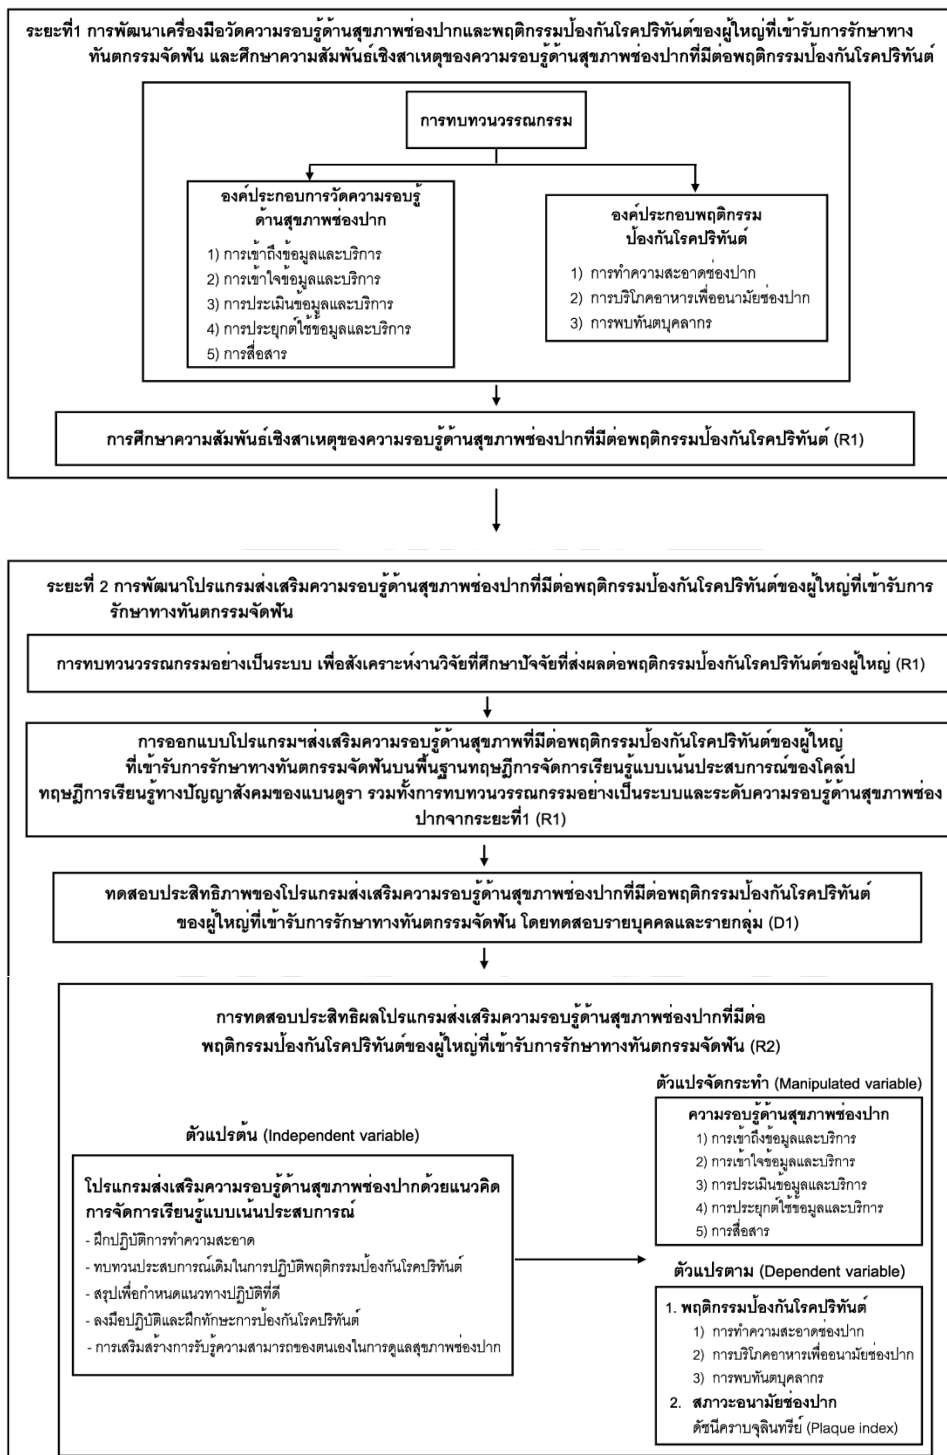 ระยะที่1 การพัฒนาเครื่องมือวัดความรอบรู้ด้านสุขภาพช่องปากและพฤติกรรมป้องกันโรคปริทันต์ของผู้ใหญ่ที่เข้ารับการรักษาทาง
ทันตกรรมจัดฟัน และศึกษาความสัมพันธ์เชิงสาเหตุของความรอบรู้ด้านสุขภาพช่องปากที่มีต่อพฤติกรรมป้องกันโรคปริทันต์
การทบทวนวรรณกรรม
องค์ประกอบการวัดความรอบรู้
ด้านสุขภาพช่องปาก
1) การเข้าถึงข้อมูลและบริการ
2) การเข้าใจข้อมูลและบริการ
3) การประเมินข้อมูลและบริการ
4) การประยุกต์ใช้ข้อมูลและบริการ
5) การสื่อสาร
องค์ประกอบพฤติกรรม
ป้องกันโรคปริทันต์
1) การทำความสะอาดช่องปาก
2) การบริโภคอาหารเพื่ออนามัยช่องปาก
3) การพบทันตบุคลากร
การศึกษาความสัมพันธ์เชิงสาเหตุของความรอบรู้ด้านสุขภาพช่องปากที่มีต่อพฤติกรรมป้องกันโรคปริทันต์ (R1)
ระยะที่ 2 การพัฒนาโปรแกรมส่งเสริมความรอบรู้ด้านสุขภาพช่องปากที่มีต่อพฤติกรรมป้องกันโรคปริทันต์ของผู้ใหญ่ที่เข้ารับการ
รักษาทางทันตกรรมจัดฟัน
การทบทวนวรรณกรรมอย่างเป็นระบบ เพื่อสังเคราะห์งานวิจัยที่ศึกษาปัจจัยที่ส่งผลต่อพฤติกรรมป้องกันโรคปริทันต์ของผู้ใหญ่ (R1)
การออกแบบโปรแกรมฯส่งเสริมความรอบรู้ด้านสุขภาพที่มีต่อพฤติกรรมป้องกันโรคปริทันต์ของผู้ใหญ่
ที่เข้ารับการรักษาทางทันตกรรมจัดฟันบนพื้นฐานทฤษฎีการจัดการเรียนรู้แบบเน้นประสบการณ์ของโคล์ป
ทฤษฎีการเรียนรู้ทางปัญญาสังคมของแบนดูรา รวมทั้งการทบทวนวรรณกรรมอย่างเป็นระบบและระดับความรอบรู้ด้านสุขภาพช่อง
ปากจากระยะที่1 (R1)
ทดสอบประสิทธิภาพของโปรแกรมส่งเสริมความรอบรู้ด้านสุขภาพช่องปากที่มีต่อพฤติกรรมป้องกันโรคปริทันต์
ของผู้ใหญ่ที่เข้ารับการรักษาทางทันตกรรมจัดฟัน โดยทดสอบรายบุคคลและรายกลุ่ม (D1)
การทดสอบประสิทธิผลโปรแกรมส่งเสริมความรอบรู้ด้านสุขภาพช่องปากที่มีต่อ
พฤติกรรมป้องกันโรคปริทันต์ของผู้ใหญ่ที่เข้ารับการรักษาทางทันตกรรมจัดฟัน (R2)
ตัวแปรต้น (Independent variable)
โปรแกรมส่งเสริมความรอบรู้ด้านสุขภาพช่องปากด้วยแนวคิด
การจัดการเรียนรู้แบบเน้นประสบการณ์
- ฝึกปฏิบัติการทำความสะอาด
- ทบทวนประสบการณ์เดิมในการปฏิบัติพฤติกรรมป้องกันโรคปริทันต์
- สรุปเพื่อกำหนดแนวทางปฏิบัติที่ดี
- ลงมือปฏิบัติและฝึกทักษะการป้องกันโรคปริทันต์
- การเสริมสร้างการรับรู้ความสามารถของตนเองในการดูแลสุขภาพช่องปาก
ตัวแปรจัดกระทำ (Manipulated variable)
ความรอบรู้ด้านสุขภาพช่องปาก
1) การเข้าถึงข้อมูลและบริการ
2) การเข้าใจข้อมูลและบริการ
3) การประเมินข้อมูลและบริการ
4) การประยุกต์ใช้ข้อมูลและบริการ
5) การสื่อสาร
ตัวแปรตาม (Dependent variable)
1. พฤติกรรมป้องกันโรคปริทันต์
1) การทำความสะอาดช่องปาก
2) การบริโภคอาหารเพื่ออนามัยช่องปาก
3) การพบทันตบุคลากร
2. สภาวะอนามัยช่องปาก
ดัชนีคราบจุลินทรีย์ (Plaque index)